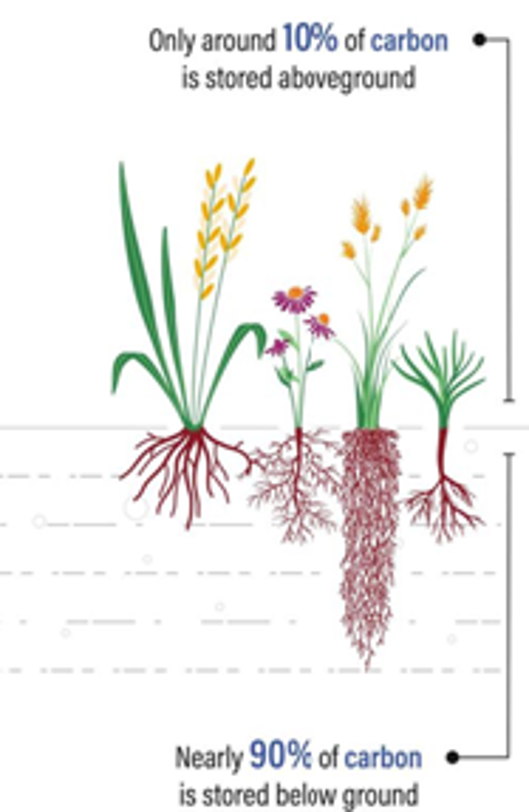 Only around 10% of carbon
is stored aboveground
Nearly 90% of carbon
is stored below ground